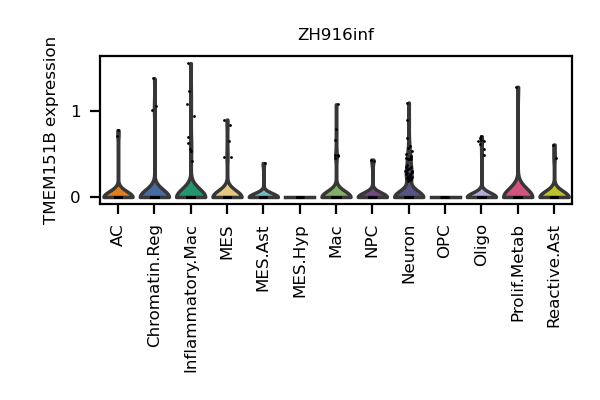 ZH916inf
TMEM151B expression
1
0
AC
Chromatin.Reg
Inflammatory.Mac
MES
MES.Ast
MES.Hyp
Mac
NPC
Neuron
OPC
Oligo
Prolif.Metab
Reactive.Ast